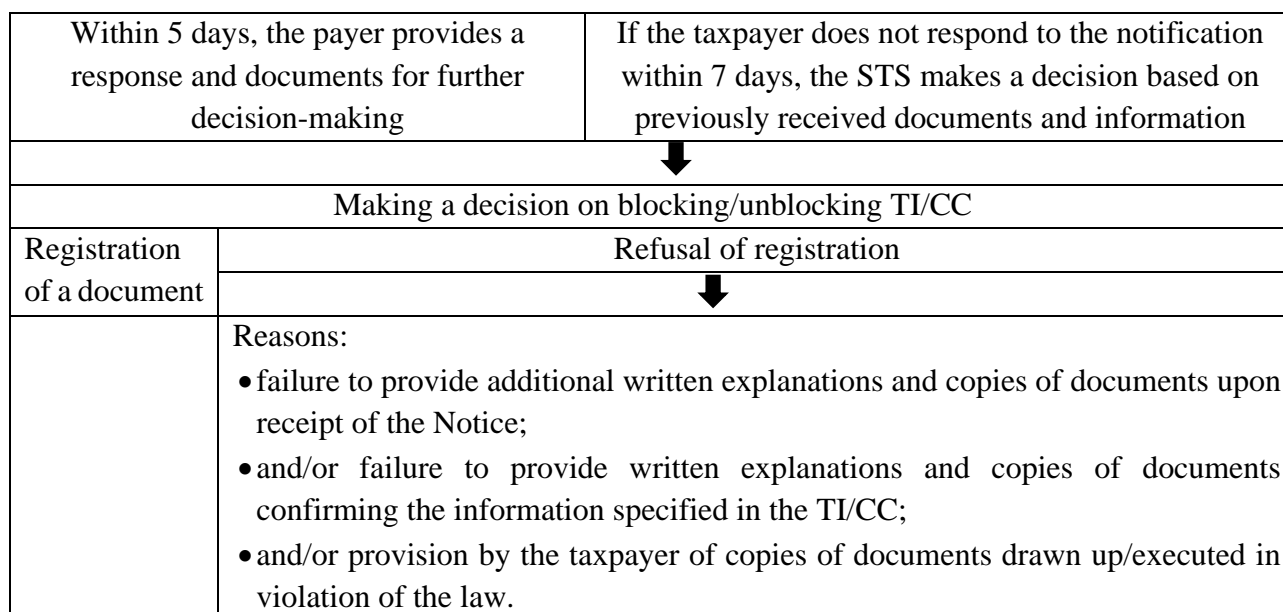 Within 5 days, the payer provides a
response and documents for further
decision-making
If the taxpayer does not respond to the notification
within 7 days, the STS makes a decision based on
previously received documents and information
Making a decision on blocking/unblocking TI/CC
Registration
of a document
Refusal of registration
Reasons:
• failure to provide additional written explanations and copies of documents upon
receipt of the Notice;
• and/or failure to provide written explanations and copies of documents
confirming the information specified in the TI/CC;
• and/or provision by the taxpayer of copies of documents drawn up/executed in
violation of the law.